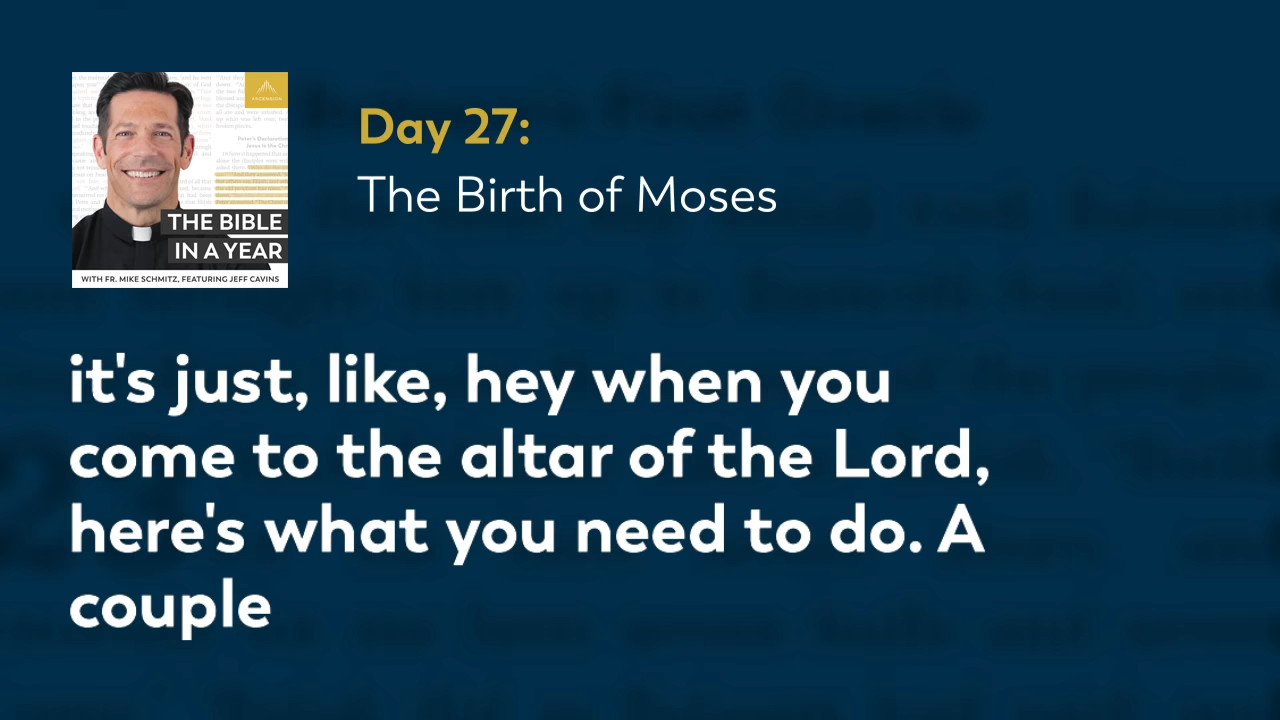 Day 27:
The Birth of Moses
ASCENSION
THE BIBLE
IN A YEAR
WITH FR. MIKE SCHMITZ, FEATURING JEFF CAVINS
it's just, like, hey when you
come to the altar of the Lord,
here's what you need to do. A
couple